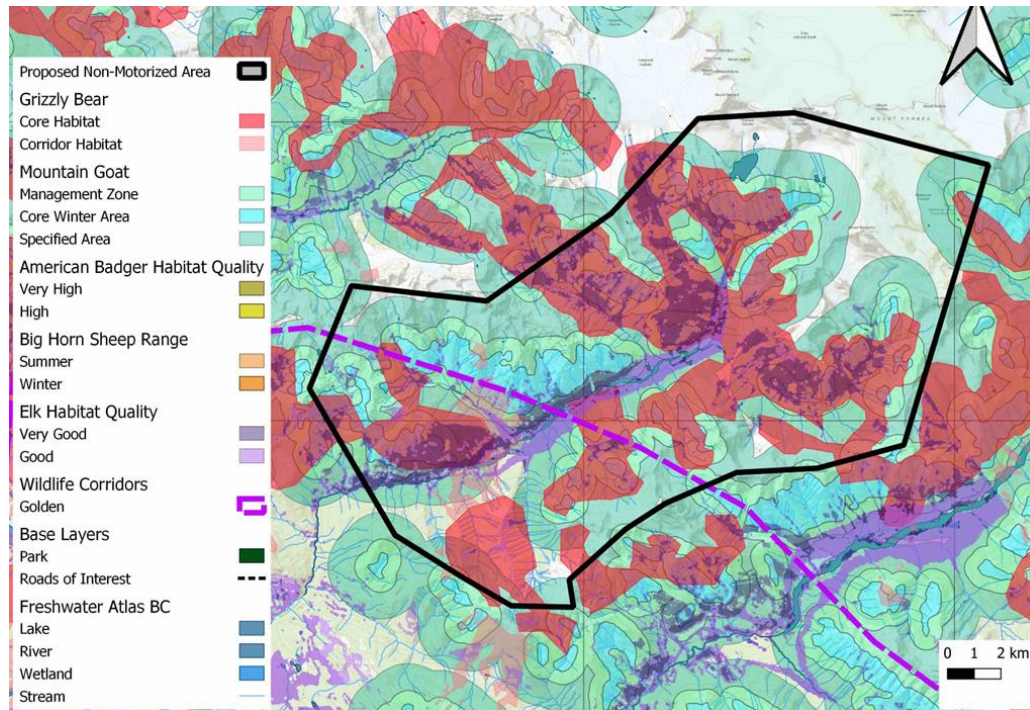 Proposed Non-Motorized Area
Grizzly Bear
Core Habitat
Corridor Habitat
Mountain Goat
Management Zone
Core Winter Area
Specified Area
American Badger Habitat Quality
Very High
High
Big Horn Sheep Range
Summer
Winter
Elk Habitat Quality
Very Good
Good
Wildlife Corridors
Golden
Base Layers
Park
Roads of Interest
Freshwater Atlas BC
Lake
River
Wetland
Stream
MOUNT FORBES
0 1 2 km